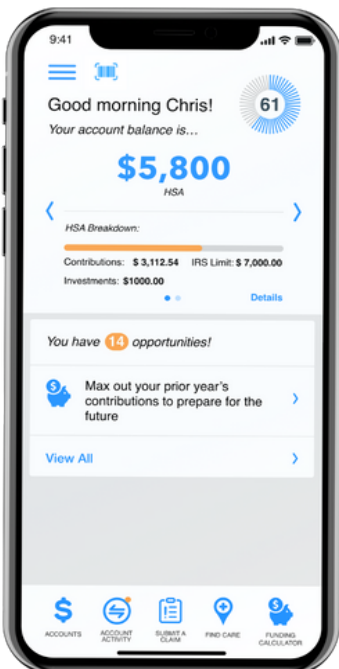 9:41
Good morning Chris!
61
Your account balance is...
$5,800
HSA
HSA Breakdown:
Contributions: $ 3,112.54 IRS Limit: $ 7,000.00
Investments: $1000.00
Details
You have 14 opportunities!
Max out your prior year's
contributions to prepare for the
future
View All
ACCOUNTS
ACCOUNT
ACTIVITY
SUBMIT A
CLAIM
FIND CARE
FUNDING
CALCULATOR